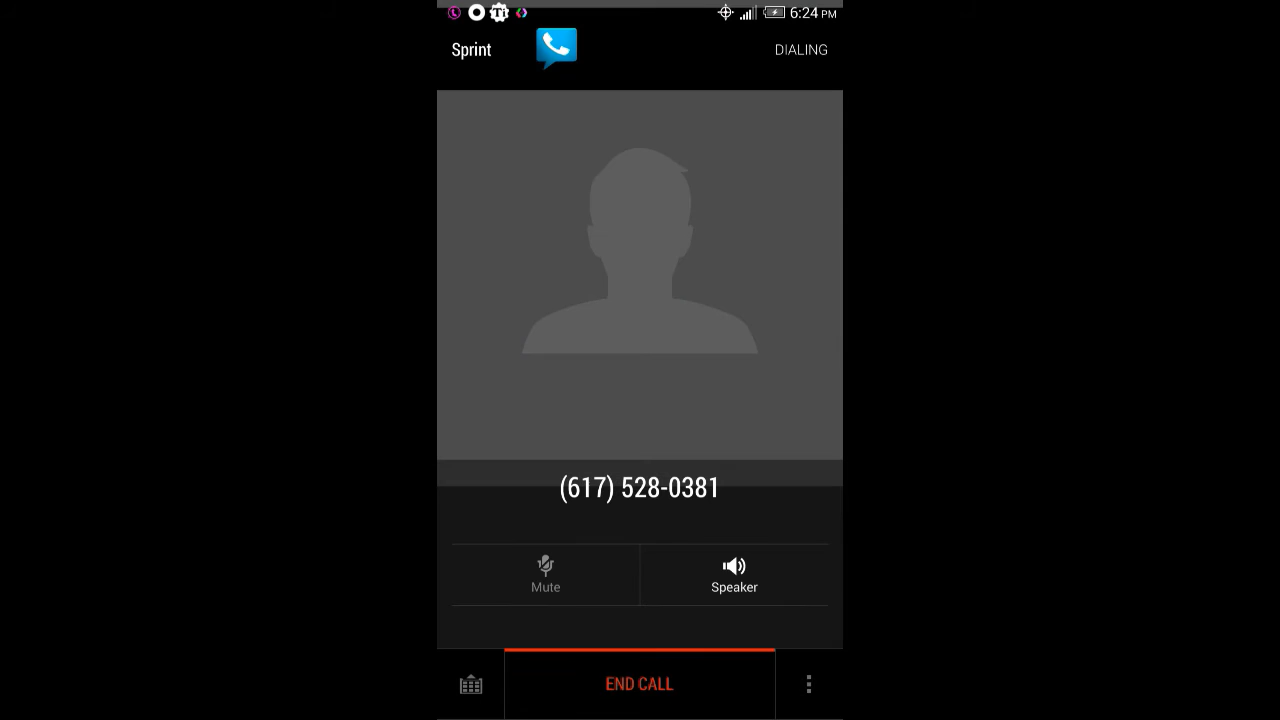 6:24 PM
Sprint
DIALING
(617) 528-0381
Mute
Speaker
END CALL